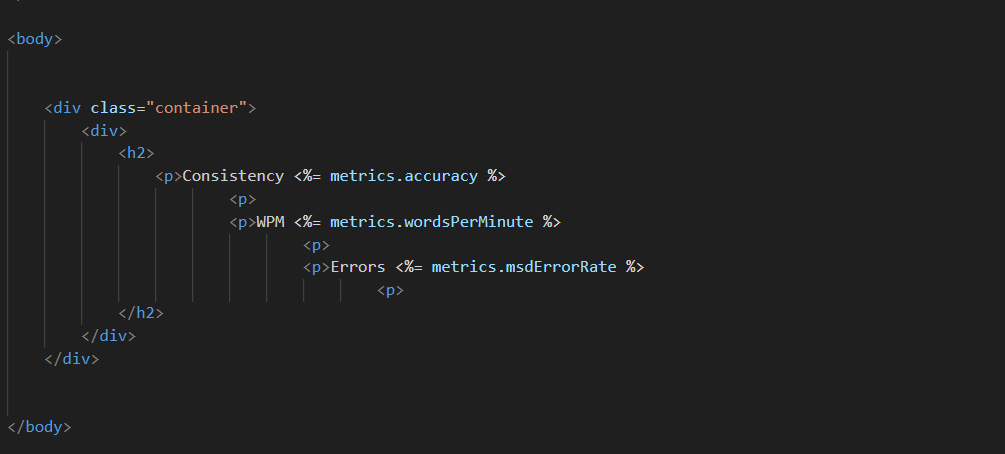 <body>
<div class="container">
<div>
<h2>
<p>Consistency <%= metrics.accuracy %>
<p>
<p>WPM <%= metrics.wordsPerMinute %>
<p>
<p>Errors <%= metrics.msdErrorRate %>
<p>
</h2>
</div>
</div>
</body>